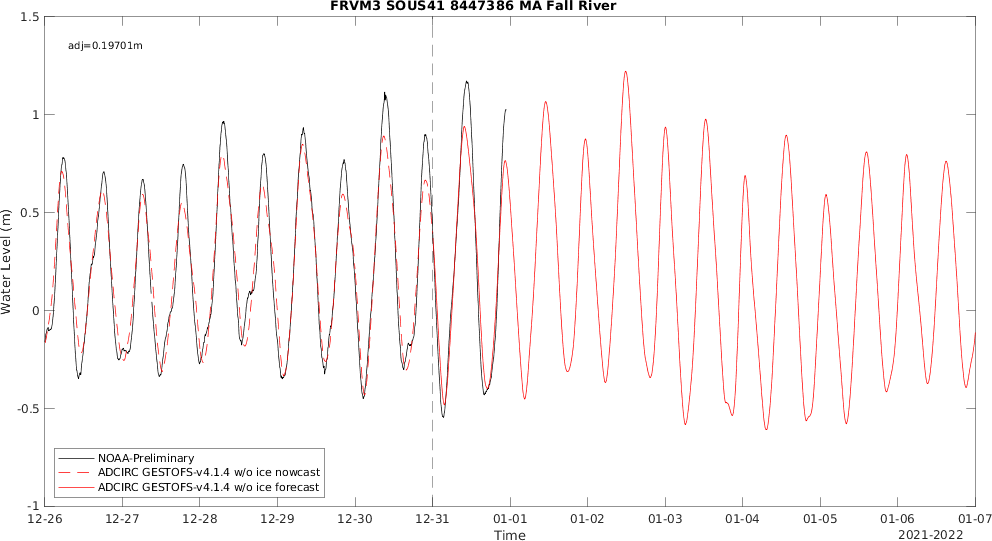 FRVM3 SOUS41 8447386 MA Fall River
adj=0.19701m
Water Level (m)
1.5
1
0.5
0
-0.5
-1
NOAA-Preliminary
ADCIRC GESTOFS-v4.1.4 w/o ice nowcast
ADCIRC GESTOFS-v4.1.4 w/o ice forecast
12-26 12-27 12-28 12-29 12-30 12-31 01-01 01-02 01-03 01-04 01-05 01-06 01-07
Time
2021-2022